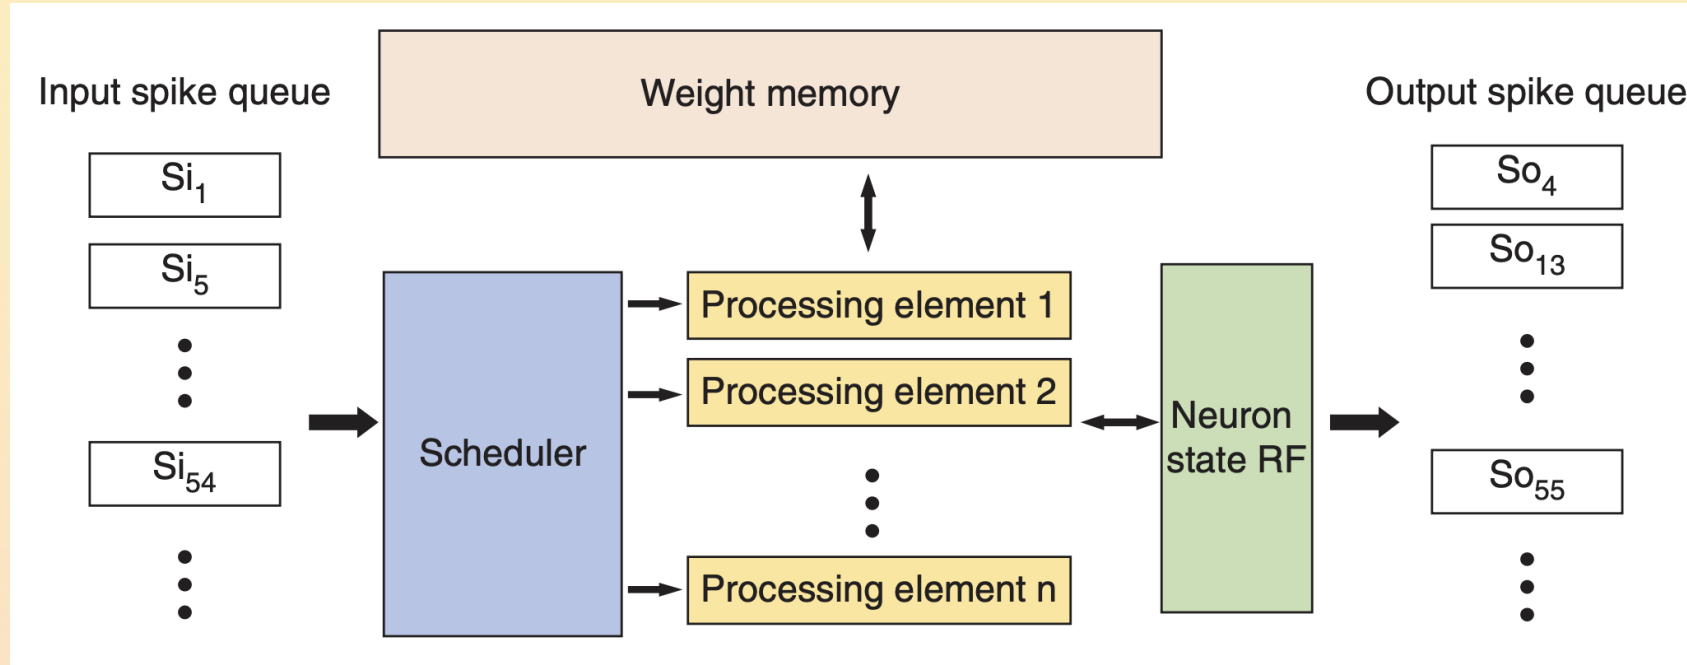 Weight memory
Input spike queue
Si1
Si5
Si54
Scheduler
Processing element 1
Processing element 2
Processing element n
Neuron
state RF
Output spike queue
So4
So13
So55